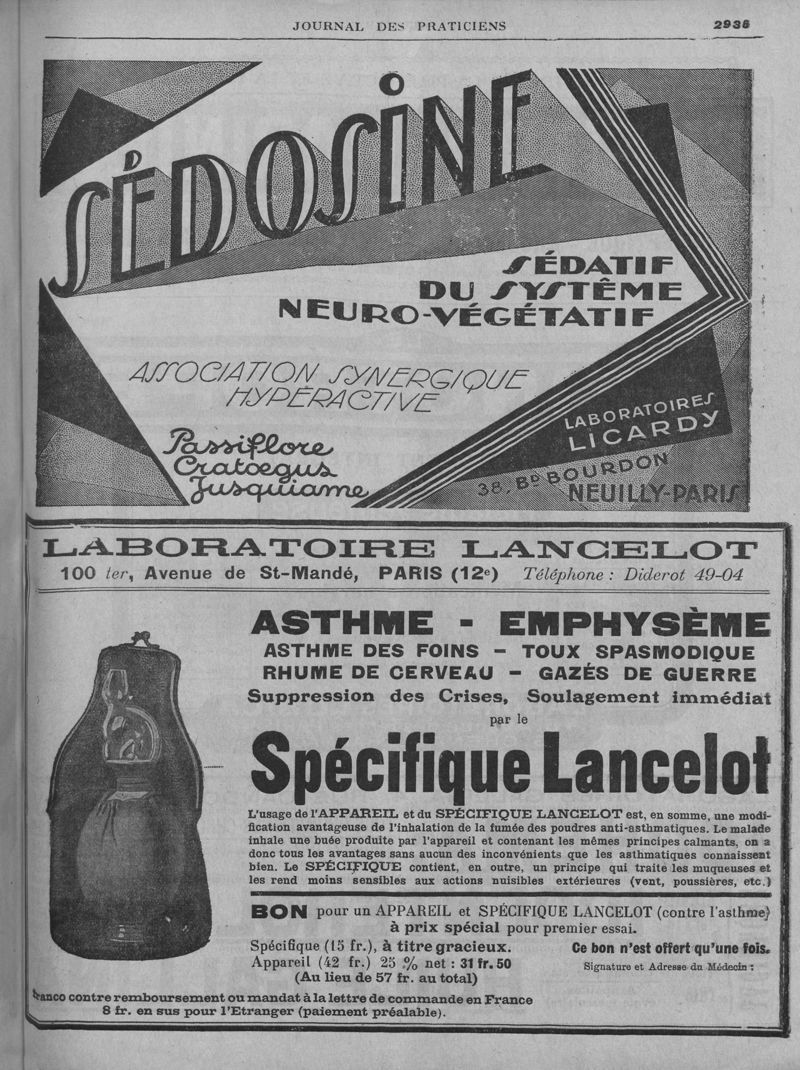 JOURNAL DES PRATICIENS
2935
SÉDOSINE
SÉDATIF
DU SYSTÊME
NEURO-VÉGÉTATIF
ASSOCIATION SYNERGIQUE
HYPÉRACTIVE
Passiflore
Cratœgus
Jusquiame
LABORATOIRES
LICARDY
38, BD BOURDON
NEUILLY-PARIS
LABORATOIRE LANCELOT
100 ter, Avenue de St-Mandé, PARIS (12e) Téléphone : Diderot 49-04
ASTHME - EMPHYSÈME
ASTHME DES FOINS - TOUX SPASMODIQUE
RHUME DE CERVEAU - GAZÉS DE GUERRE
Suppression des Crises, Soulagement immédiat
par le
Spécifique Lancelot
L'usage de l'APPAREIL et du SPÉCIFIQUE LANCELOT est, en somme, une modi-
fication avantageuse de l'inhalation de la fumée des poudres anti-asthmatiques. Le malade
inhale une buée produite par l'appareil et contenant les mêmes principes calmants, on a
donc tous les avantages sans aucun des inconvénients que les asthmatiques connaissent
bien. Le SPÉCIFIQUE contient, en outre, un principe qui traite les muqueuses et
les rend moins sensibles aux actions nuisibles extérieures (vent, poussières, etc.)
BON pour un APPAREIL et SPÉCIFIQUE LANCELOT (contre l'asthme)
à prix spécial pour premier essai.
Spécifique (15 fr.), à titre gracieux.
Appareil (42 fr.) 25 % net : 31 fr. 50
(Au lieu de 57 fr. au total)
Ce bon n'est offert qu'une fois.
Signature et Adresse du Médecin :
Franco contre remboursement ou mandat à la lettre de commande en France
8 fr. en sus pour l'Etranger (paiement préalable).